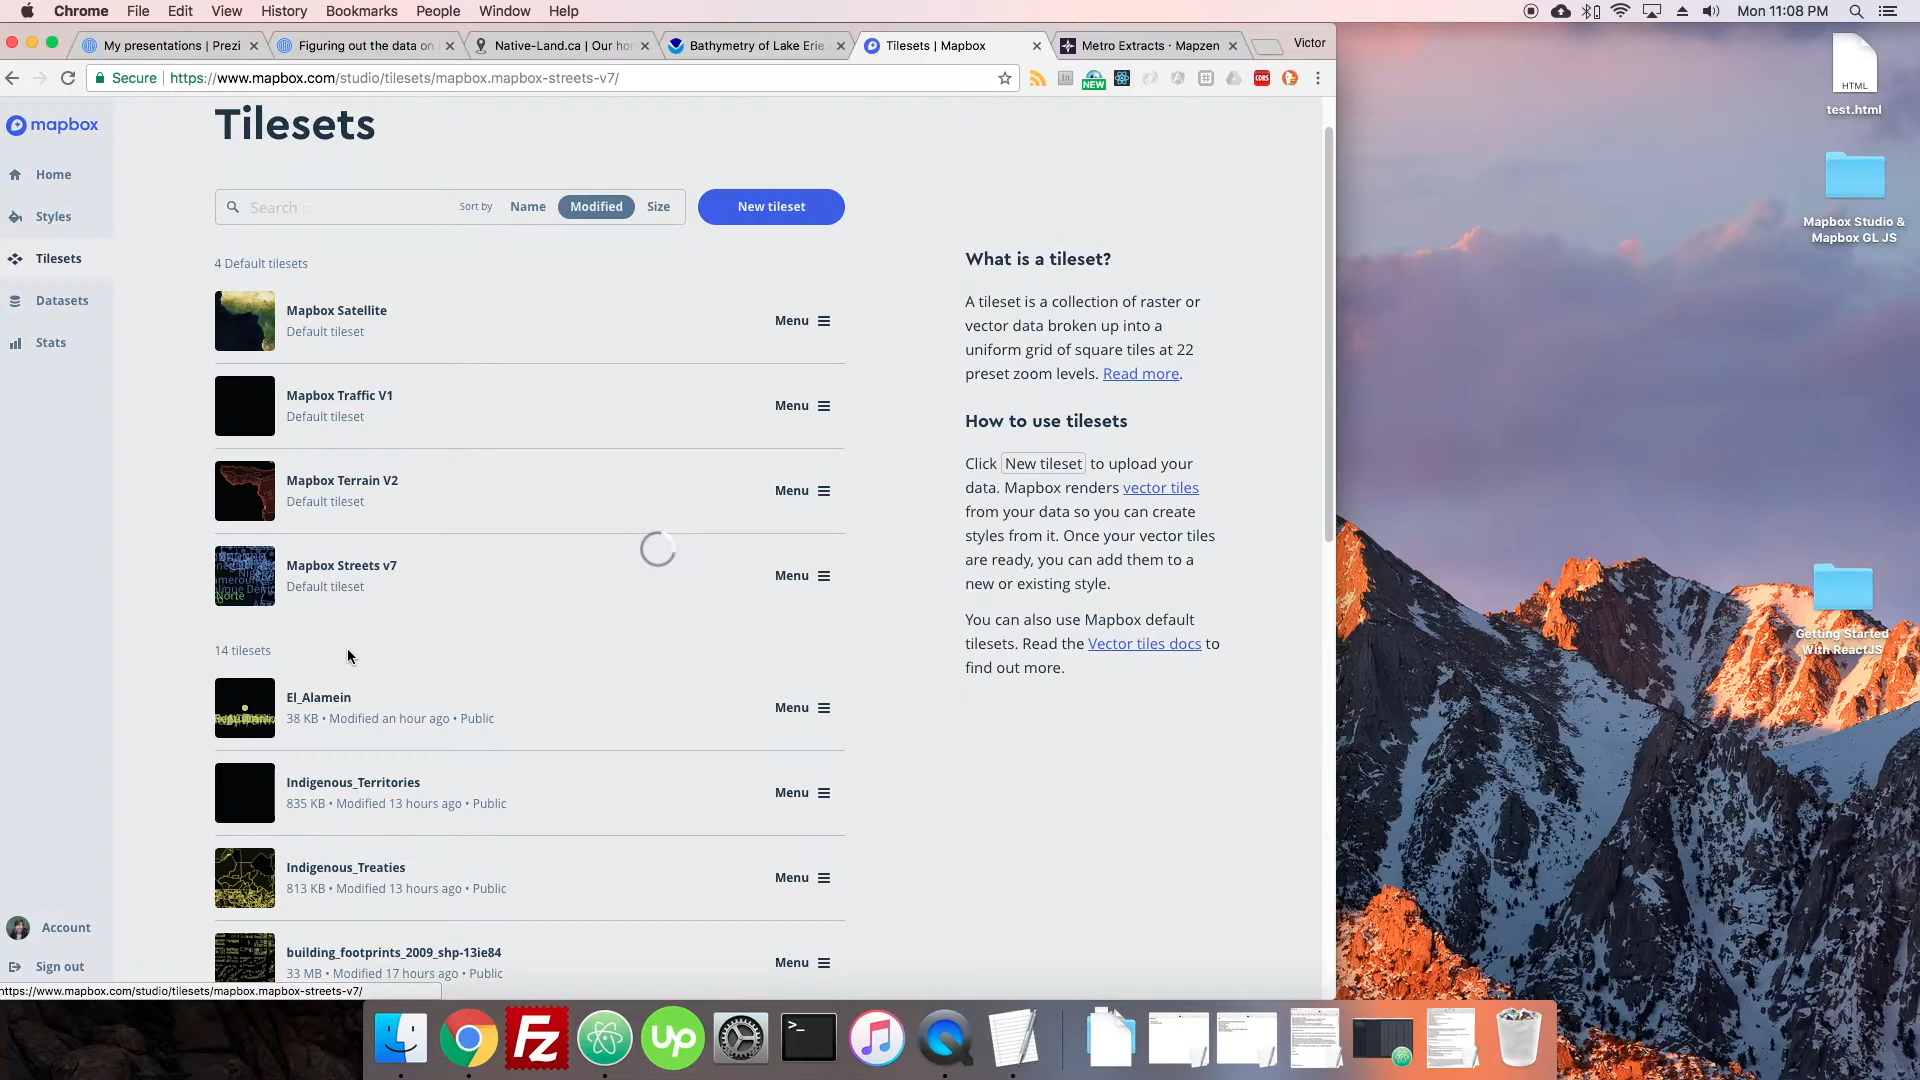 Chrome File Edit View History Bookmarks People Window Help Mon 11:08 PM
My presentations | Prezi Figuring out the data on Native-Land.ca | Our ho Bathymetry of Lake Erie Tilesets | Mapbox Metro Extracts · Mapzen Victor
Secure https://www.mapbox.com/studio/tilesets/mapbox.mapbox-streets-v7/ NEW CORS
mapbox
Home
Styles
Tilesets
Datasets
Stats
Account
Sign out
Tilesets
Search Sort by Name Modified Size New tileset
4 Default tilesets
Mapbox Satellite
Default tileset
Menu
Mapbox Traffic V1
Default tileset
Menu
Mapbox Terrain V2
Default tileset
Menu
Mapbox Streets v7
Default tileset
Menu
14 tilesets
El_Alamein
38 KB • Modified an hour ago • Public
Menu
Indigenous_Territories
835 KB • Modified 13 hours ago • Public
Menu
Indigenous_Treaties
813 KB • Modified 13 hours ago • Public
Menu
building_footprints_2009_shp-13ie84
33 MB • Modified 17 hours ago • Public
Menu
What is a tileset?
A tileset is a collection of raster or
vector data broken up into a
uniform grid of square tiles at 22
preset zoom levels. Read more.
How to use tilesets
Click New tileset to upload your
data. Mapbox renders vector tiles
from your data so you can create
styles from it. Once your vector tiles
are ready, you can add them to a
new or existing style.
You can also use Mapbox default
tilesets. Read the Vector tiles docs to
find out more.
https://www.mapbox.com/studio/tilesets/mapbox.mapbox-streets-v7/
HTML
test.html
Mapbox Studio &
Mapbox GL JS
Getting Started
With ReactJS
Fz
Up
>_